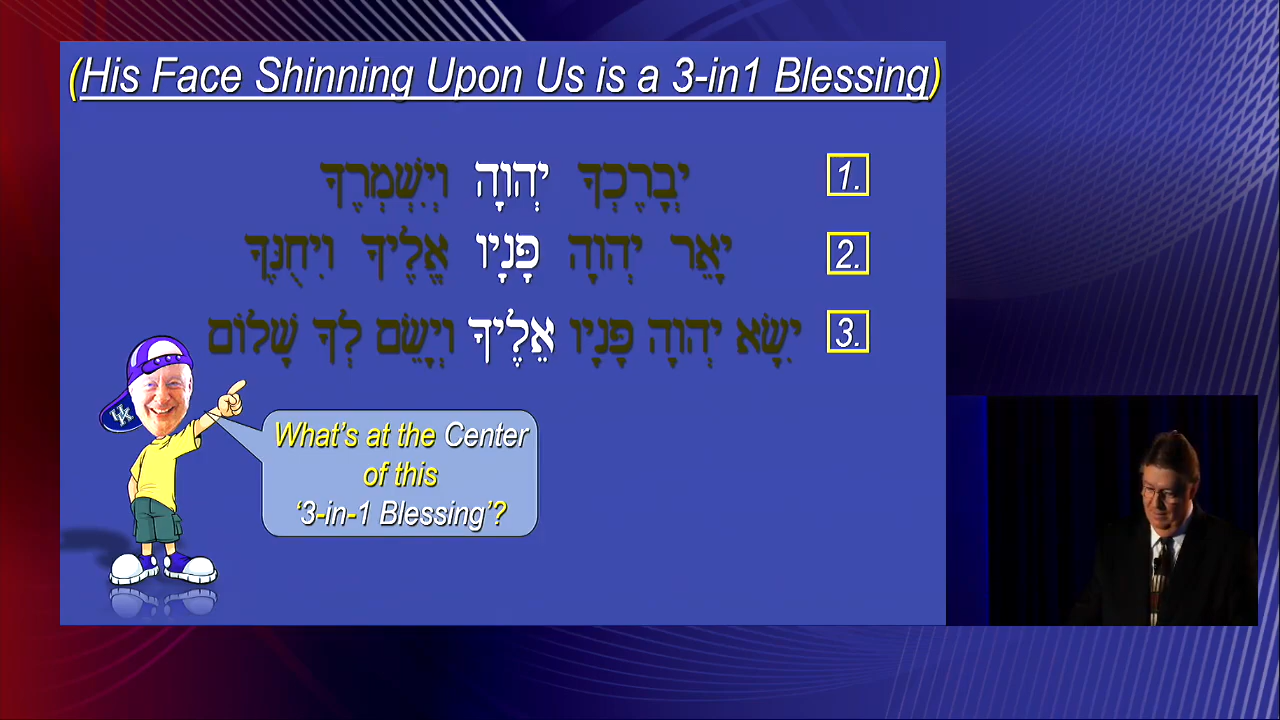 (His Face Shinning Upon Us is a 3-in1 Blessing)
1. יְבָרֶכְךָ יְהוָה וְיִשְׁמְרֶךָ
2. יָאֵר יְהוָה פָּנָיו אֱלֶיךָ וִיחֻנֶּךָּ
3. יִשָּׂא יְהוָה פָּנָיו אֵלֶיךָ וְיָשֵׂם לְךָ שָׁלוֹם
UK
What's at the Center
of this
'3-in-1 Blessing'?